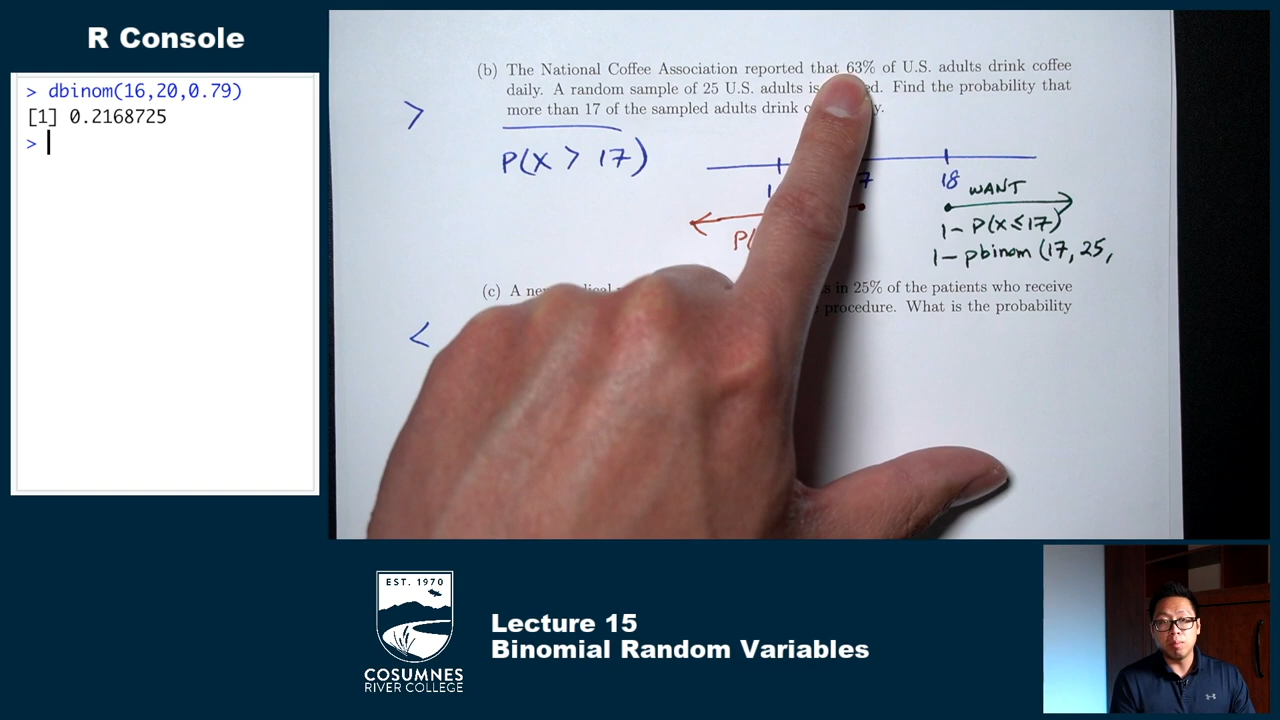 R Console
> dbinom(16,20,0.79)
[1] 0.2168725
>
(b) The National Coffee Association reported that 63% of U.S. adults drink coffee
daily. A random sample of 25 U.S. adults is Find the probability that
more than 17 of the sampled adults drink
>
P(X > 17)
18
WANT
1 - P(X ≤ 17)
1 - pbinom (17, 25,
(c) A in 25% of the patients who receive
procedure. What is the probability
<
EST. 1970
COSUMNES
RIVER COLLEGE
Lecture 15
Binomial Random Variables